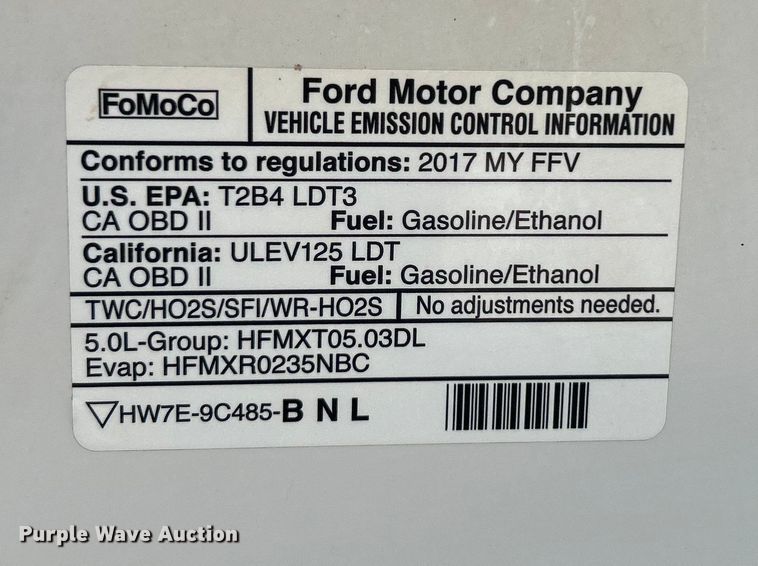 FoMoCo
Ford Motor Company
VEHICLE EMISSION CONTROL INFORMATION
Conforms to regulations: 2017 MY FFV
U.S. EPA: T2B4 LDT3
CA OBD II Fuel: Gasoline/Ethanol
California: ULEV125 LDT
CA OBD II Fuel: Gasoline/Ethanol
TWC/HO2S/SFI/WR-HO2S No adjustments needed.
5.0L-Group: HFMXT05.03DL
Evap: HFMXR0235NBC
HW7E-9C485-B N L
Purple Wave Auction